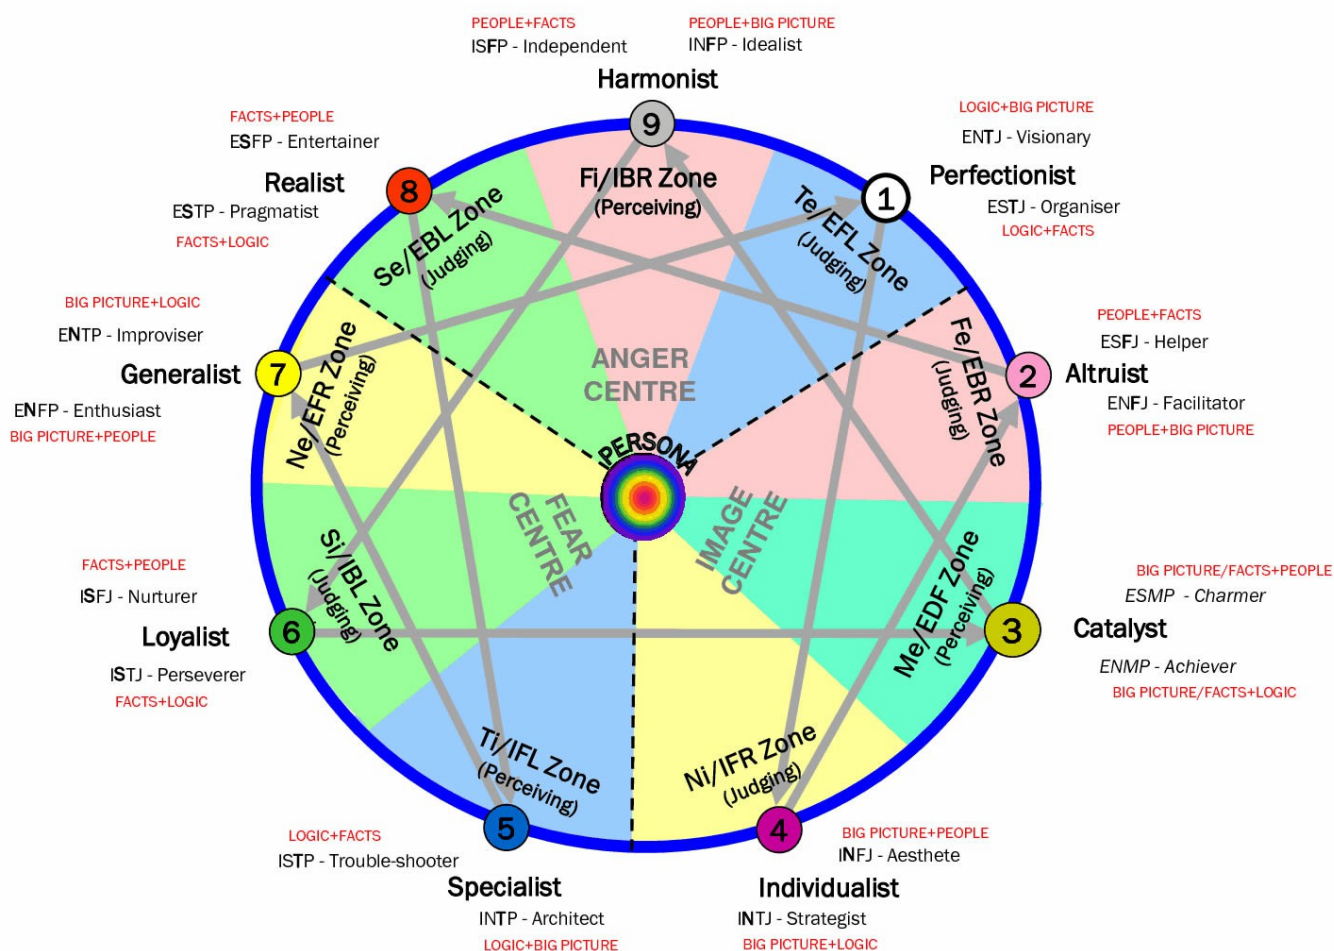 PEOPLE+FACTS
ISFP - Independent
PEOPLE+BIG PICTURE
INFP - Idealist
Harmonist
9
FACTS+PEOPLE
ESFP - Entertainer
Realist
ESTP - Pragmatist
FACTS+LOGIC
8
LOGIC+BIG PICTURE
ENTJ - Visionary
Perfectionist
ESTJ - Organiser
LOGIC+FACTS
1
Fi/IBR Zone
(Perceiving)
Se/EBL Zone
(Judging)
Te/EFL Zone
(Judging)
BIG PICTURE+LOGIC
ENTP - Improviser
Generalist
ENFP - Enthusiast
BIG PICTURE+PEOPLE
7
Ne/EFR Zone
(Perceiving)
ANGER
CENTRE
Fe/EBR Zone
(Judging)
2
PEOPLE+FACTS
ESFJ - Helper
Altruist
ENFJ - Facilitator
PEOPLE+BIG PICTURE
PERSONA
FEAR
CENTRE
IMAGE
CENTRE
FACTS+PEOPLE
ISFJ - Nurturer
Loyalist
ISTJ - Perseverer
FACTS+LOGIC
6
Si/IBL Zone
(Judging)
Me/EDF Zone
(Perceiving)
3
BIG PICTURE/FACTS+PEOPLE
ESMP - Charmer
Catalyst
ENMP - Achiever
BIG PICTURE/FACTS+LOGIC
Ti/IFL Zone
(Perceiving)
Ni/IFR Zone
(Judging)
5
4
LOGIC+FACTS
ISTP - Trouble-shooter
Specialist
INTP - Architect
LOGIC+BIG PICTURE
BIG PICTURE+PEOPLE
INFJ - Aesthete
Individualist
INTJ - Strategist
BIG PICTURE+LOGIC